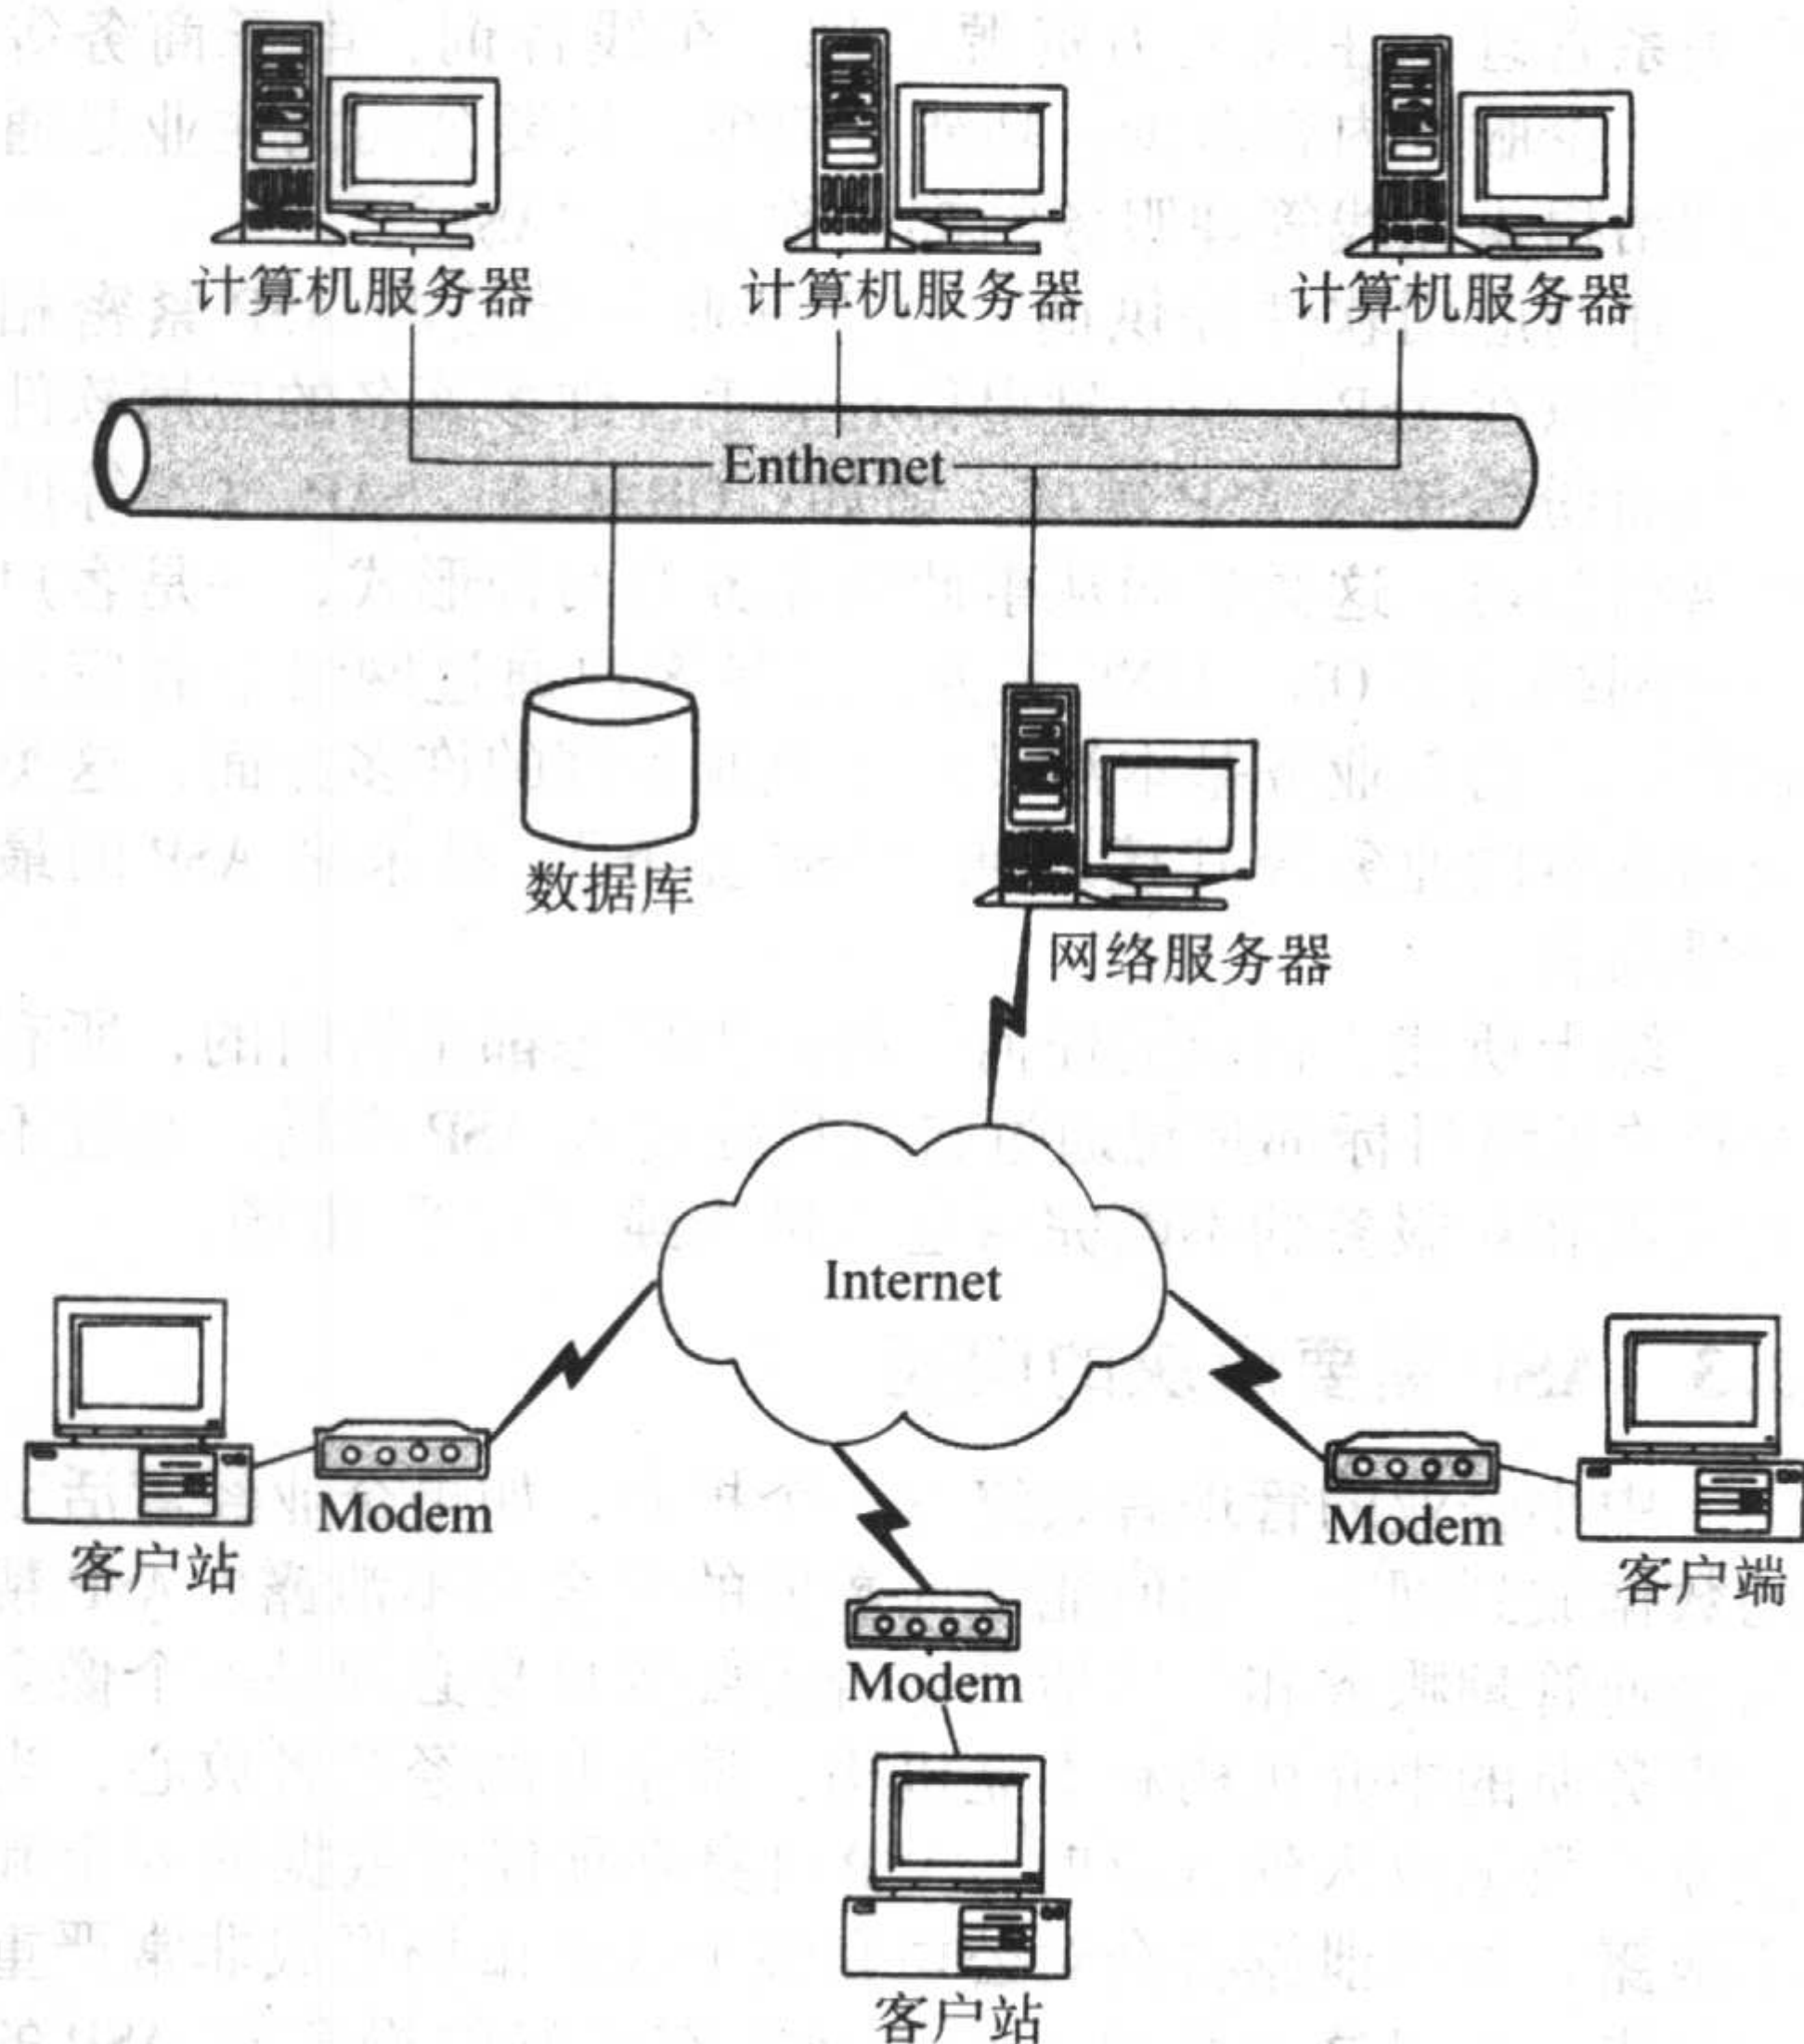 计算机服务器
计算机服务器
计算机服务器
Enthernet
数据库
网络服务器
Internet
Modem
客户站
Modem
客户端
Modem
客户站